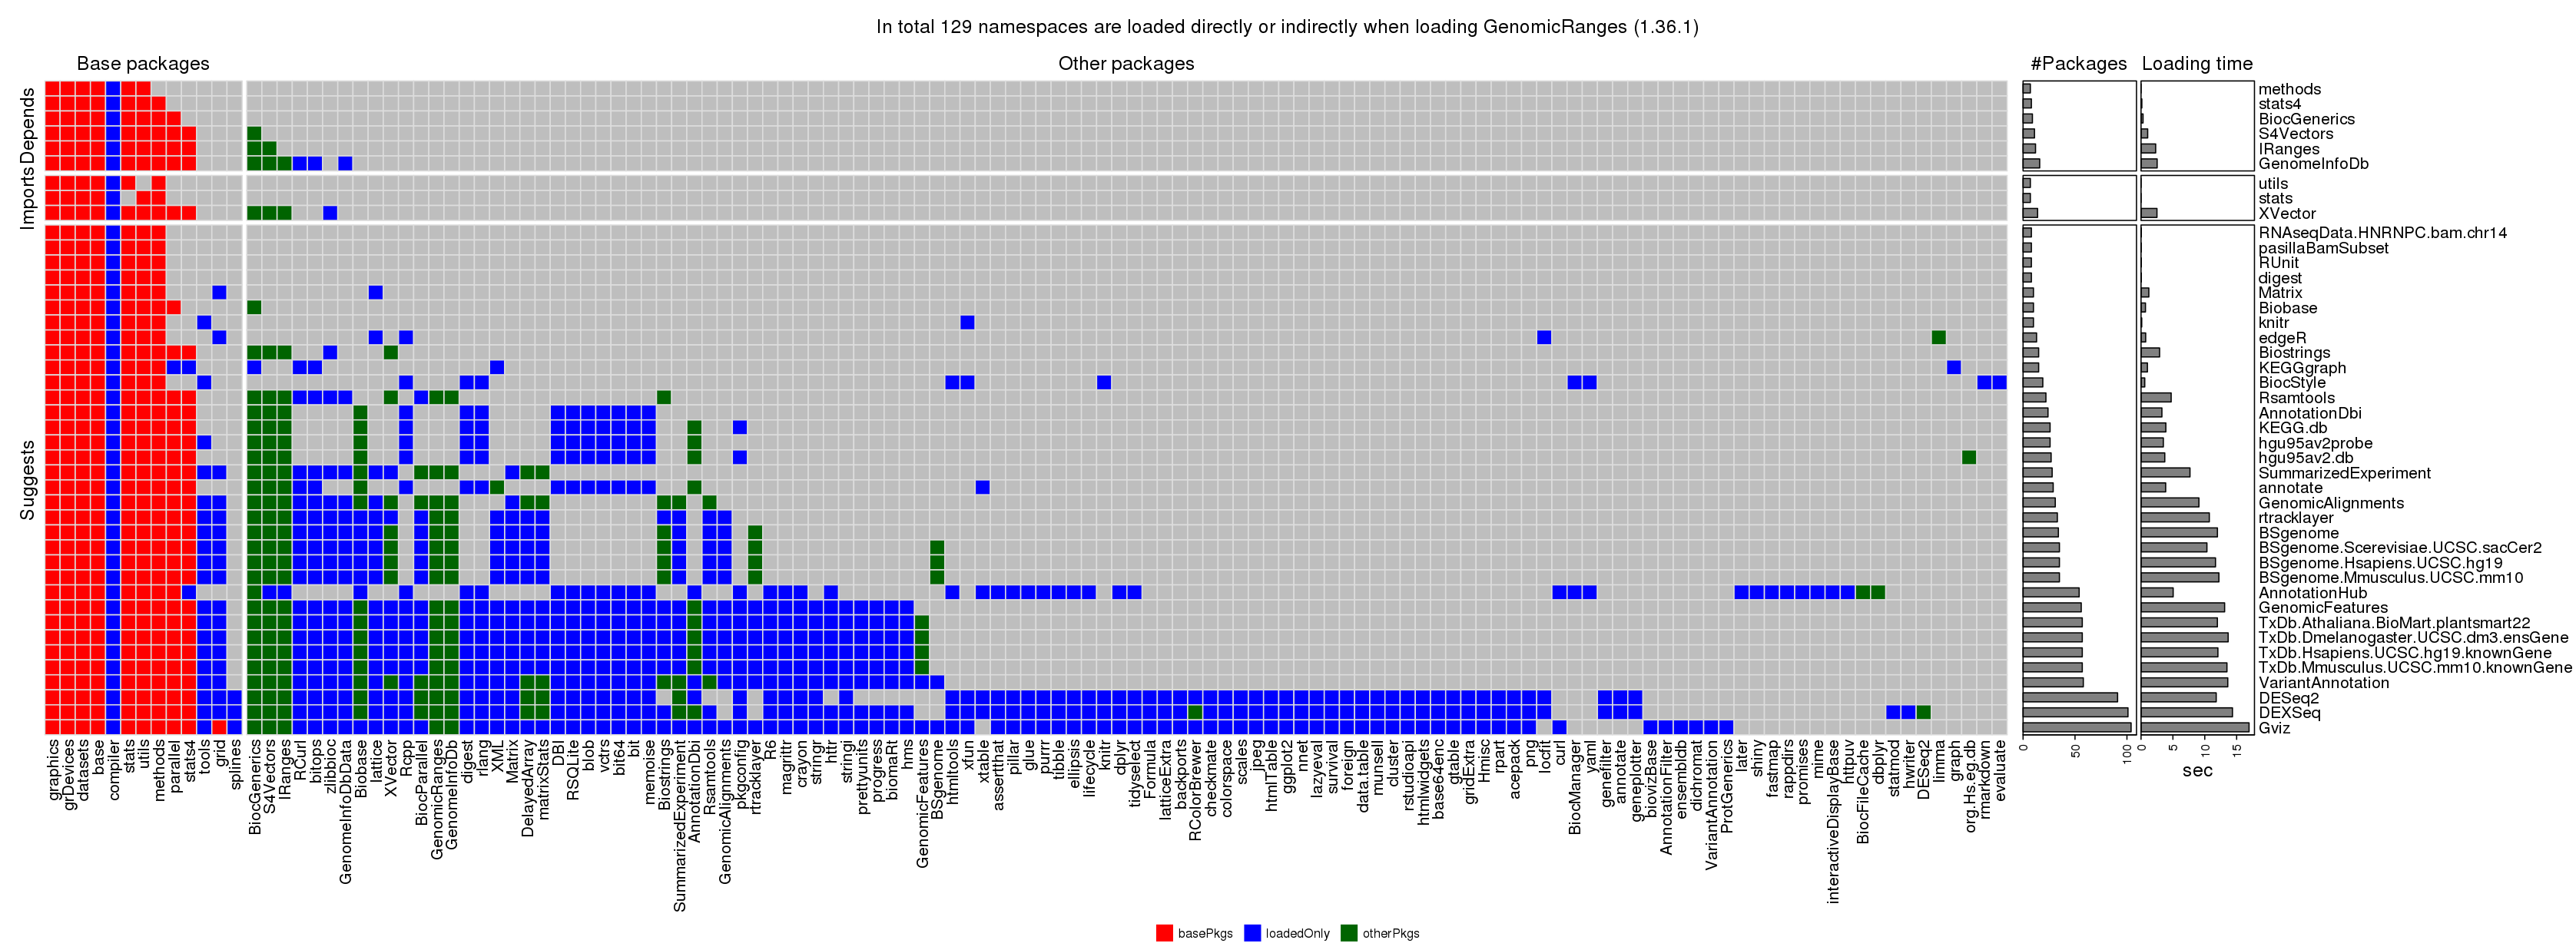 In total 129 namespaces are loaded directly or indirectly when loading GenomicRanges (1.36.1)
Base packages
Other packages
#Packages
Loading time
Depends
Imports
Suggests
methods
stats4
BiocGenerics
S4Vectors
IRanges
GenomeInfoDb
utils
stats
XVector
RNAseqData.HNRNPC.bam.chr14
pasillaBamSubset
RUnit
digest
Matrix
Biobase
knitr
edgeR
Biostrings
KEGGgraph
BiocStyle
Rsamtools
AnnotationDbi
KEGG.db
hgu95av2probe
hgu95av2.db
SummarizedExperiment
annotate
GenomicAlignments
rtracklayer
BSgenome
BSgenome.Scerevisiae.UCSC.sacCer2
BSgenome.Hsapiens.UCSC.hg19
BSgenome.Mmusculus.UCSC.mm10
AnnotationHub
GenomicFeatures
TxDb.Athaliana.BioMart.plantsmart22
TxDb.Dmelanogaster.UCSC.dm3.ensGene
TxDb.Hsapiens.UCSC.hg19.knownGene
TxDb.Mmusculus.UCSC.mm10.knownGene
VariantAnnotation
DESeq2
DEXSeq
Gviz
graphics
grDevices
datasets
base
compiler
stats
utils
methods
parallel
stats4
tools
grid
splines
BiocGenerics
S4Vectors
IRanges
RCurl
bitops
zlibbioc
GenomeInfoDbData
Biobase
lattice
XVector
Rcpp
BiocParallel
GenomicRanges
GenomeInfoDb
digest
rlang
XML
Matrix
DelayedArray
matrixStats
DBI
RSQLite
blob
vctrs
bit64
bit
memoise
Biostrings
SummarizedExperiment
AnnotationDbi
Rsamtools
GenomicAlignments
pkgconfig
rtracklayer
R6
magrittr
crayon
stringr
httr
stringi
prettyunits
progress
biomaRt
hms
GenomicFeatures
BSgenome
htmltools
xfun
xtable
assertthat
pillar
glue
purrr
tibble
ellipsis
lifecycle
knitr
dplyr
tidyselect
Formula
latticeExtra
backports
RColorBrewer
checkmate
colorspace
scales
jpeg
htmlTable
ggplot2
nnet
lazyeval
survival
foreign
data.table
munsell
cluster
rstudioapi
htmlwidgets
base64enc
gtable
gridExtra
Hmisc
rpart
acepack
png
locfit
curl
BiocManager
yaml
genefilter
annotate
geneplotter
biovizBase
AnnotationFilter
ensembldb
dichromat
VariantAnnotation
ProtGenerics
later
shiny
fastmap
rappdirs
promises
mime
interactiveDisplayBase
httpuv
BiocFileCache
dbplyr
statmod
hwriter
DESeq2
limma
graph
org.Hs.eg.db
rmarkdown
evaluate
0
50
100
0
5
10
15
sec
basePkgs
loadedOnly
otherPkgs